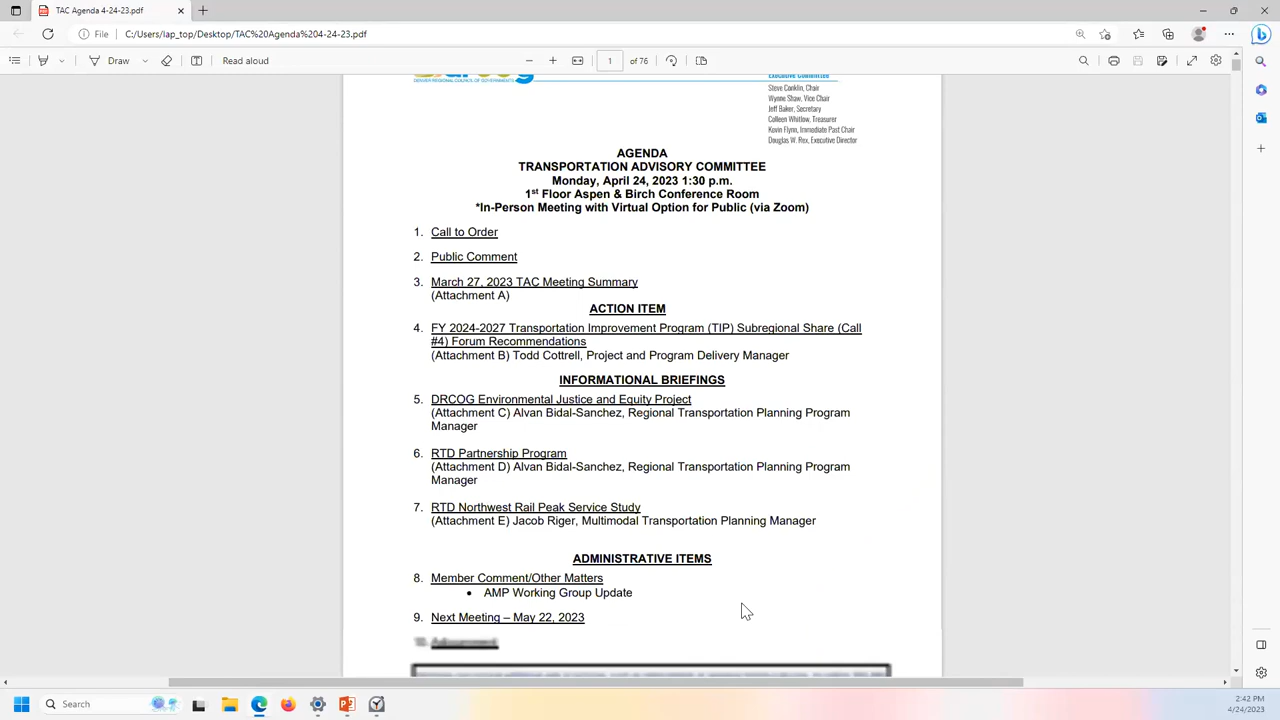 TAC Agenda 4-24-23.pdf
File
C:/Users/lap_top/Desktop/TAC%20Agenda%204-24-23.pdf
Draw
Read aloud
1 of 76
DENVER REGIONAL COUNCIL OF GOVERNMENTS
Executive Committee
Steve Conklin, Chair
Wynne Shaw, Vice Chair
Jeff Baker, Secretary
Colleen Whitlow, Treasurer
Kevin Flynn, Immediate Past Chair
Douglas W. Rex, Executive Director
AGENDA
TRANSPORTATION ADVISORY COMMITTEE
Monday, April 24, 2023 1:30 p.m.
1st Floor Aspen & Birch Conference Room
*In-Person Meeting with Virtual Option for Public (via Zoom)
1. Call to Order
2. Public Comment
3. March 27, 2023 TAC Meeting Summary
(Attachment A)
ACTION ITEM
4. FY 2024-2027 Transportation Improvement Program (TIP) Subregional Share (Call
#4) Forum Recommendations
(Attachment B) Todd Cottrell, Project and Program Delivery Manager
INFORMATIONAL BRIEFINGS
5. DRCOG Environmental Justice and Equity Project
(Attachment C) Alvan Bidal-Sanchez, Regional Transportation Planning Program
Manager
6. RTD Partnership Program
(Attachment D) Alvan Bidal-Sanchez, Regional Transportation Planning Program
Manager
7. RTD Northwest Rail Peak Service Study
(Attachment E) Jacob Riger, Multimodal Transportation Planning Manager
ADMINISTRATIVE ITEMS
8. Member Comment/Other Matters
• AMP Working Group Update
9. Next Meeting – May 22, 2023
Search
2:42 PM
4/24/2023